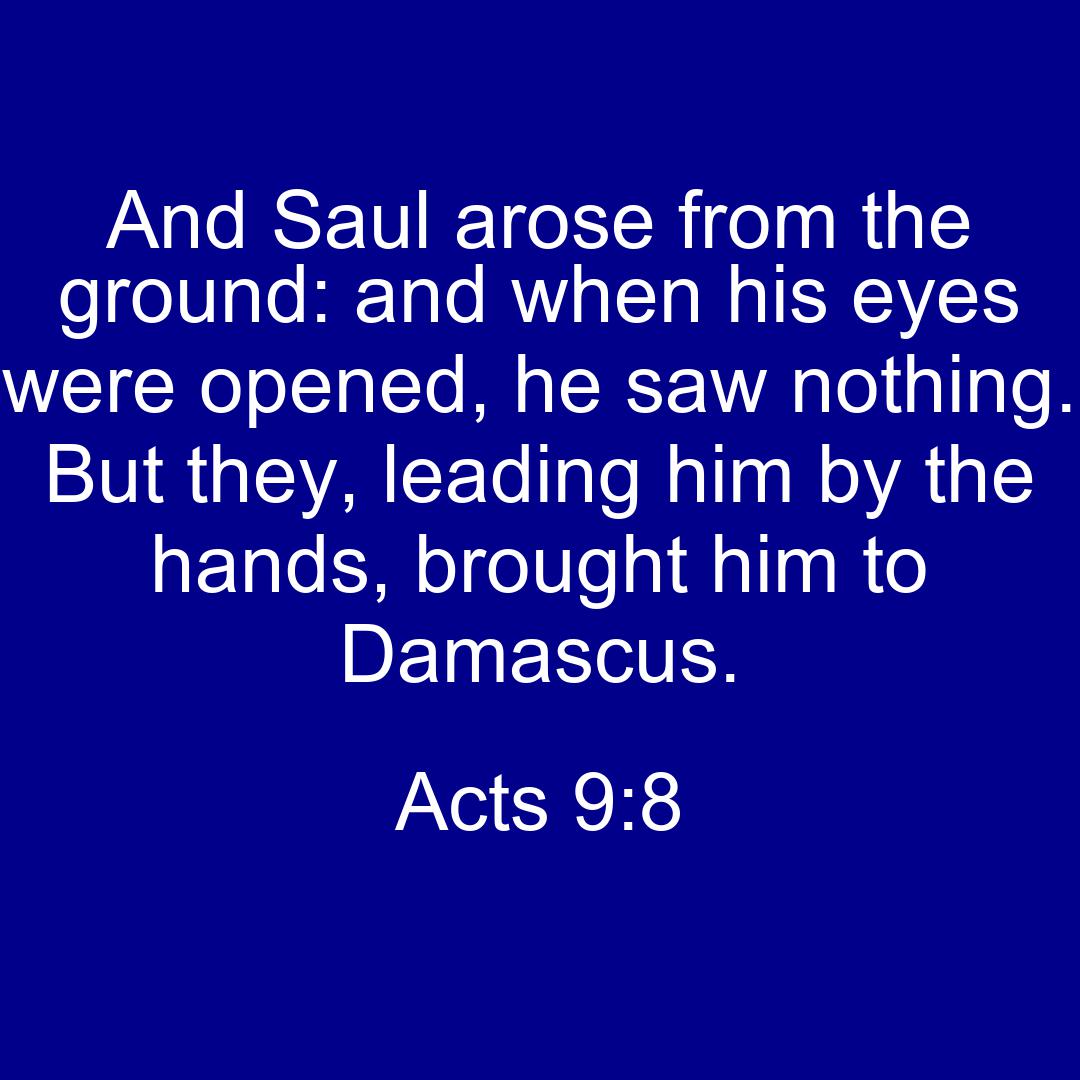 And Saul arose from the
ground: and when his eyes
were opened, he saw nothing.
But they, leading him by the
hands, brought him to
Damascus.
Acts 9:8